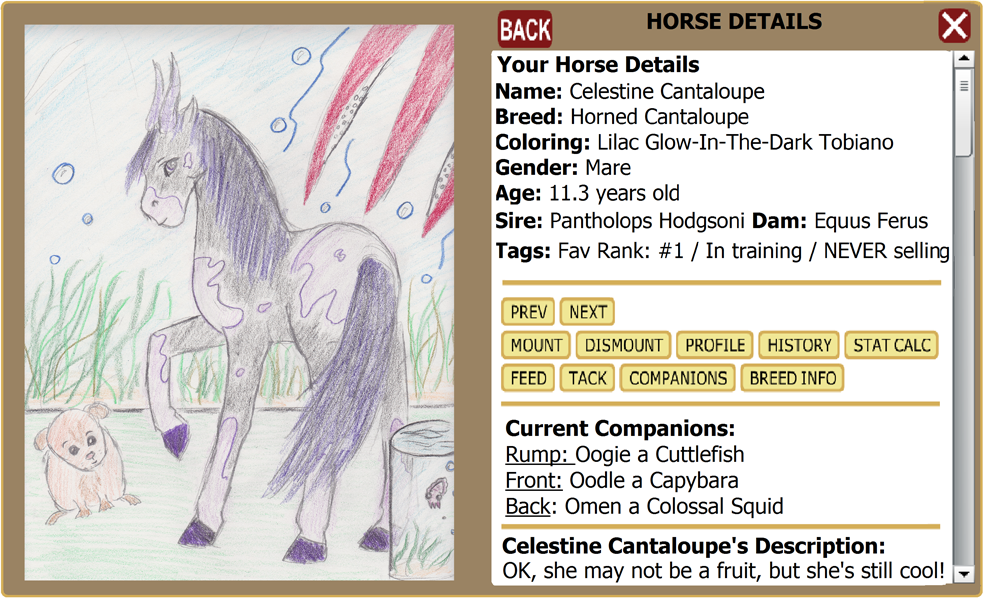 BACK
HORSE DETAILS
Your Horse Details
Name: Celestine Cantaloupe
Breed: Horned Cantaloupe
Coloring: Lilac Glow-In-The-Dark Tobiano
Gender: Mare
Age: 11.3 years old
Sire: Pantholops Hodgsoni Dam: Equus Ferus
Tags: Fav Rank: #1 / In training / NEVER selling
PREV NEXT
MOUNT DISMOUNT PROFILE HISTORY STAT CALC
FEED TACK COMPANIONS BREED INFO
Current Companions:
Rump: Oogie a Cuttlefish
Front: Oodle a Capybara
Back: Omen a Colossal Squid
Celestine Cantaloupe's Description:
OK, she may not be a fruit, but she's still cool!